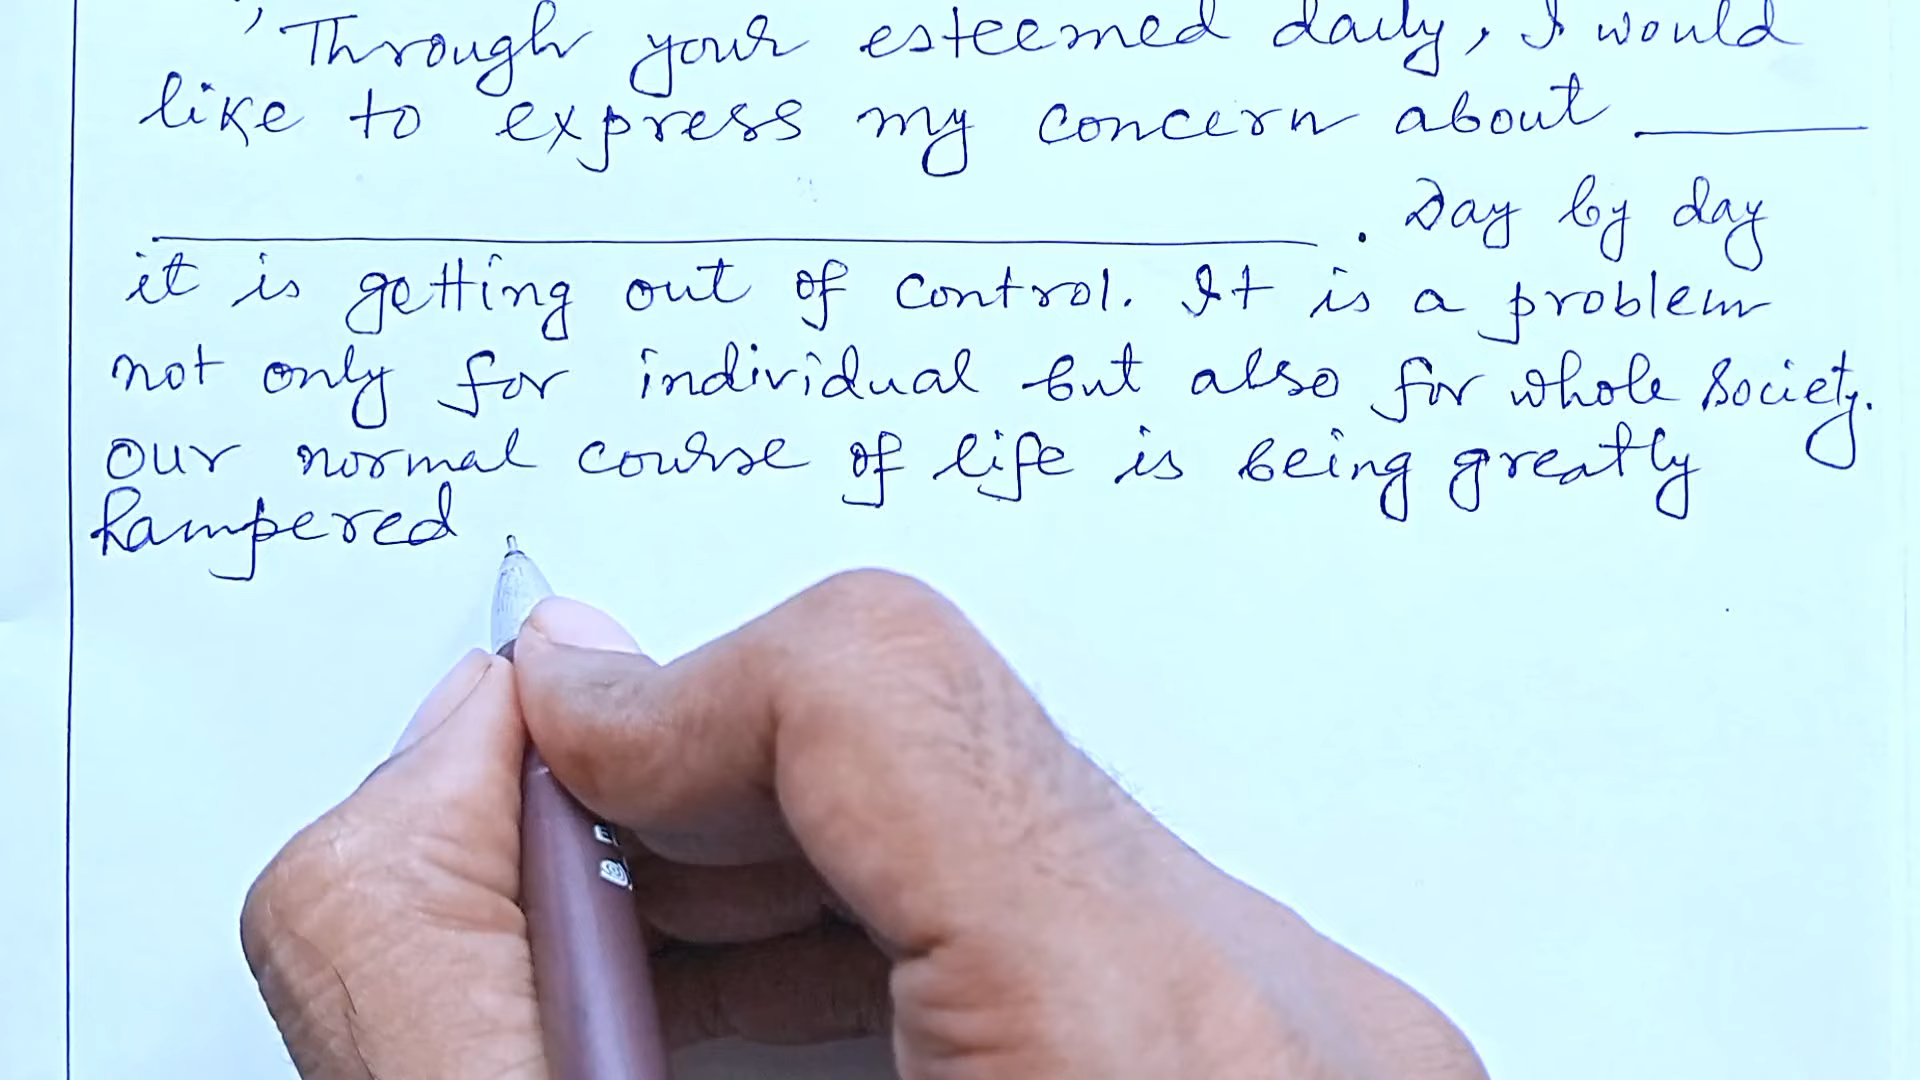 , Through your esteemed daily, I would
like to express my concern about ______
______. Day by day
it is getting out of control. It is a problem
not only for individual but also for whole society.
our normal course of life is being greatly
hampered